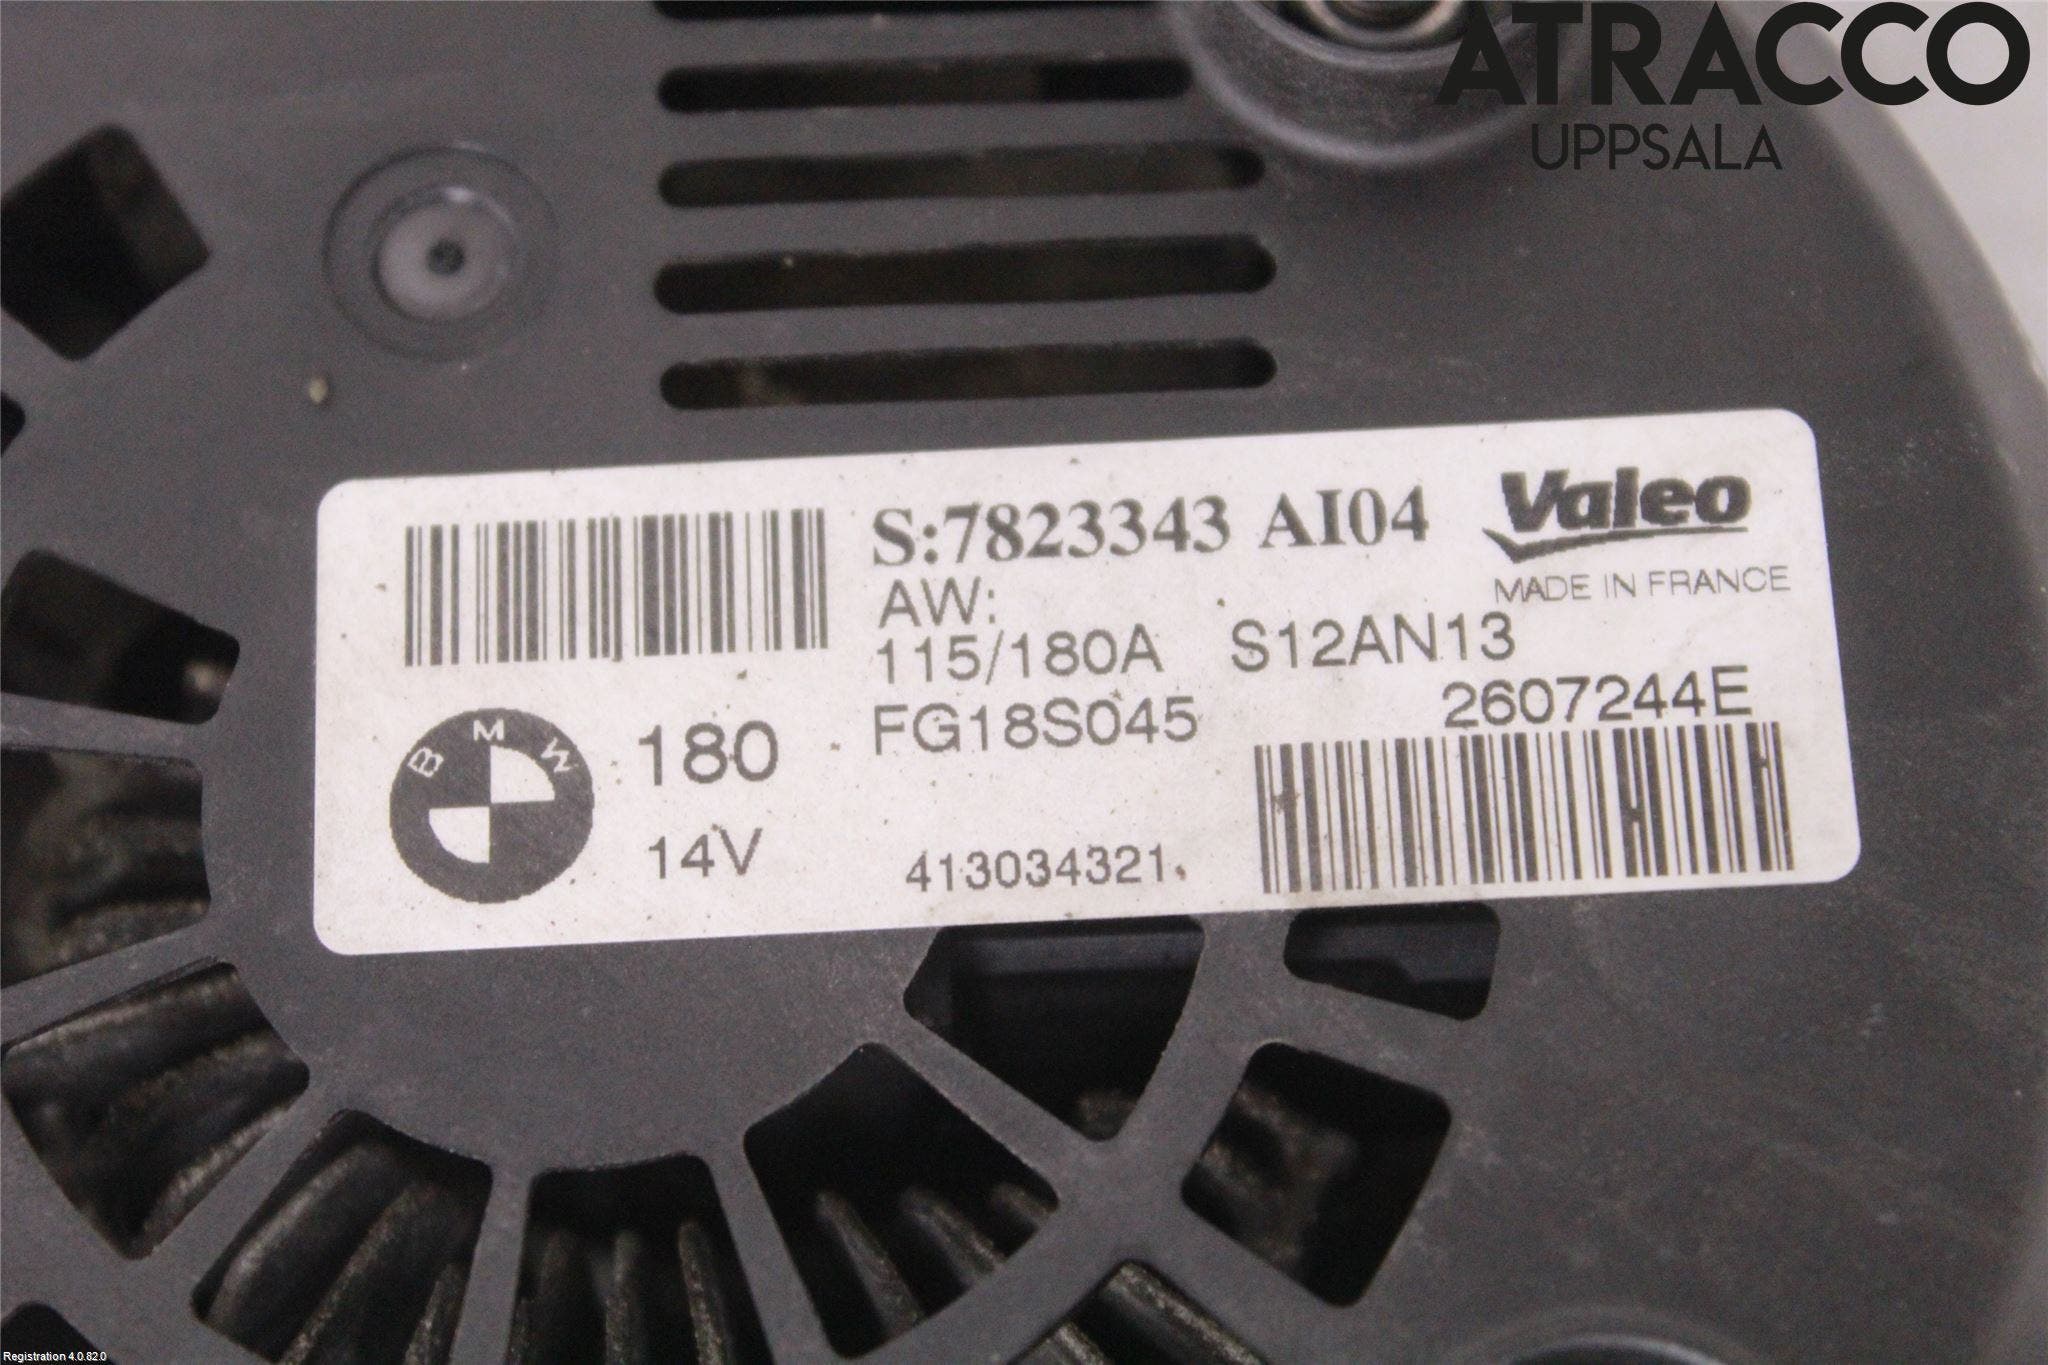 ATRACCO
UPPSALA
S:7823343 AI04
Valeo
MADE IN FRANCE
AW:
115/180A S12AN13
2607244E
FG18S045
BMW
180
14V
413034321.
Registration 4.0.82.0